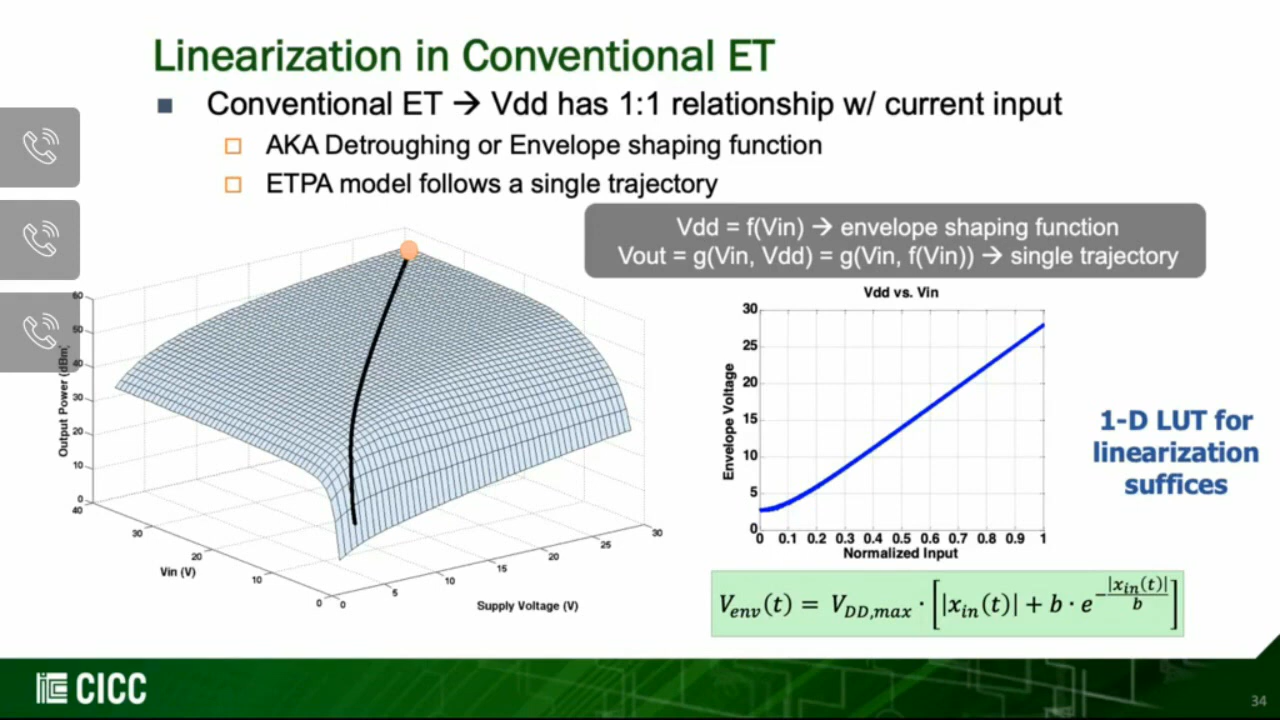 Linearization in Conventional ET
Conventional ET → Vdd has 1:1 relationship w/ current input
AKA Detroughing or Envelope shaping function
ETPA model follows a single trajectory
Vdd = f(Vin) → envelope shaping function
Vout = g(Vin, Vdd) = g(Vin, f(Vin)) → single trajectory
60
50
40
30
20
10
0
Output Power (dBm)
40
30
20
10
0
Vin (V)
0
5
10
15
20
25
30
Supply Voltage (V)
Vdd vs. Vin
30
25
20
15
10
5
0
Envelope Voltage
0 0.1 0.2 0.3 0.4 0.5 0.6 0.7 0.8 0.9 1
Normalized Input
1-D LUT for
linearization
suffices
V_env(t) = V_DD,max · [|x_in(t)| + b · e^(-|x_in(t)|/b)]
CICC
34